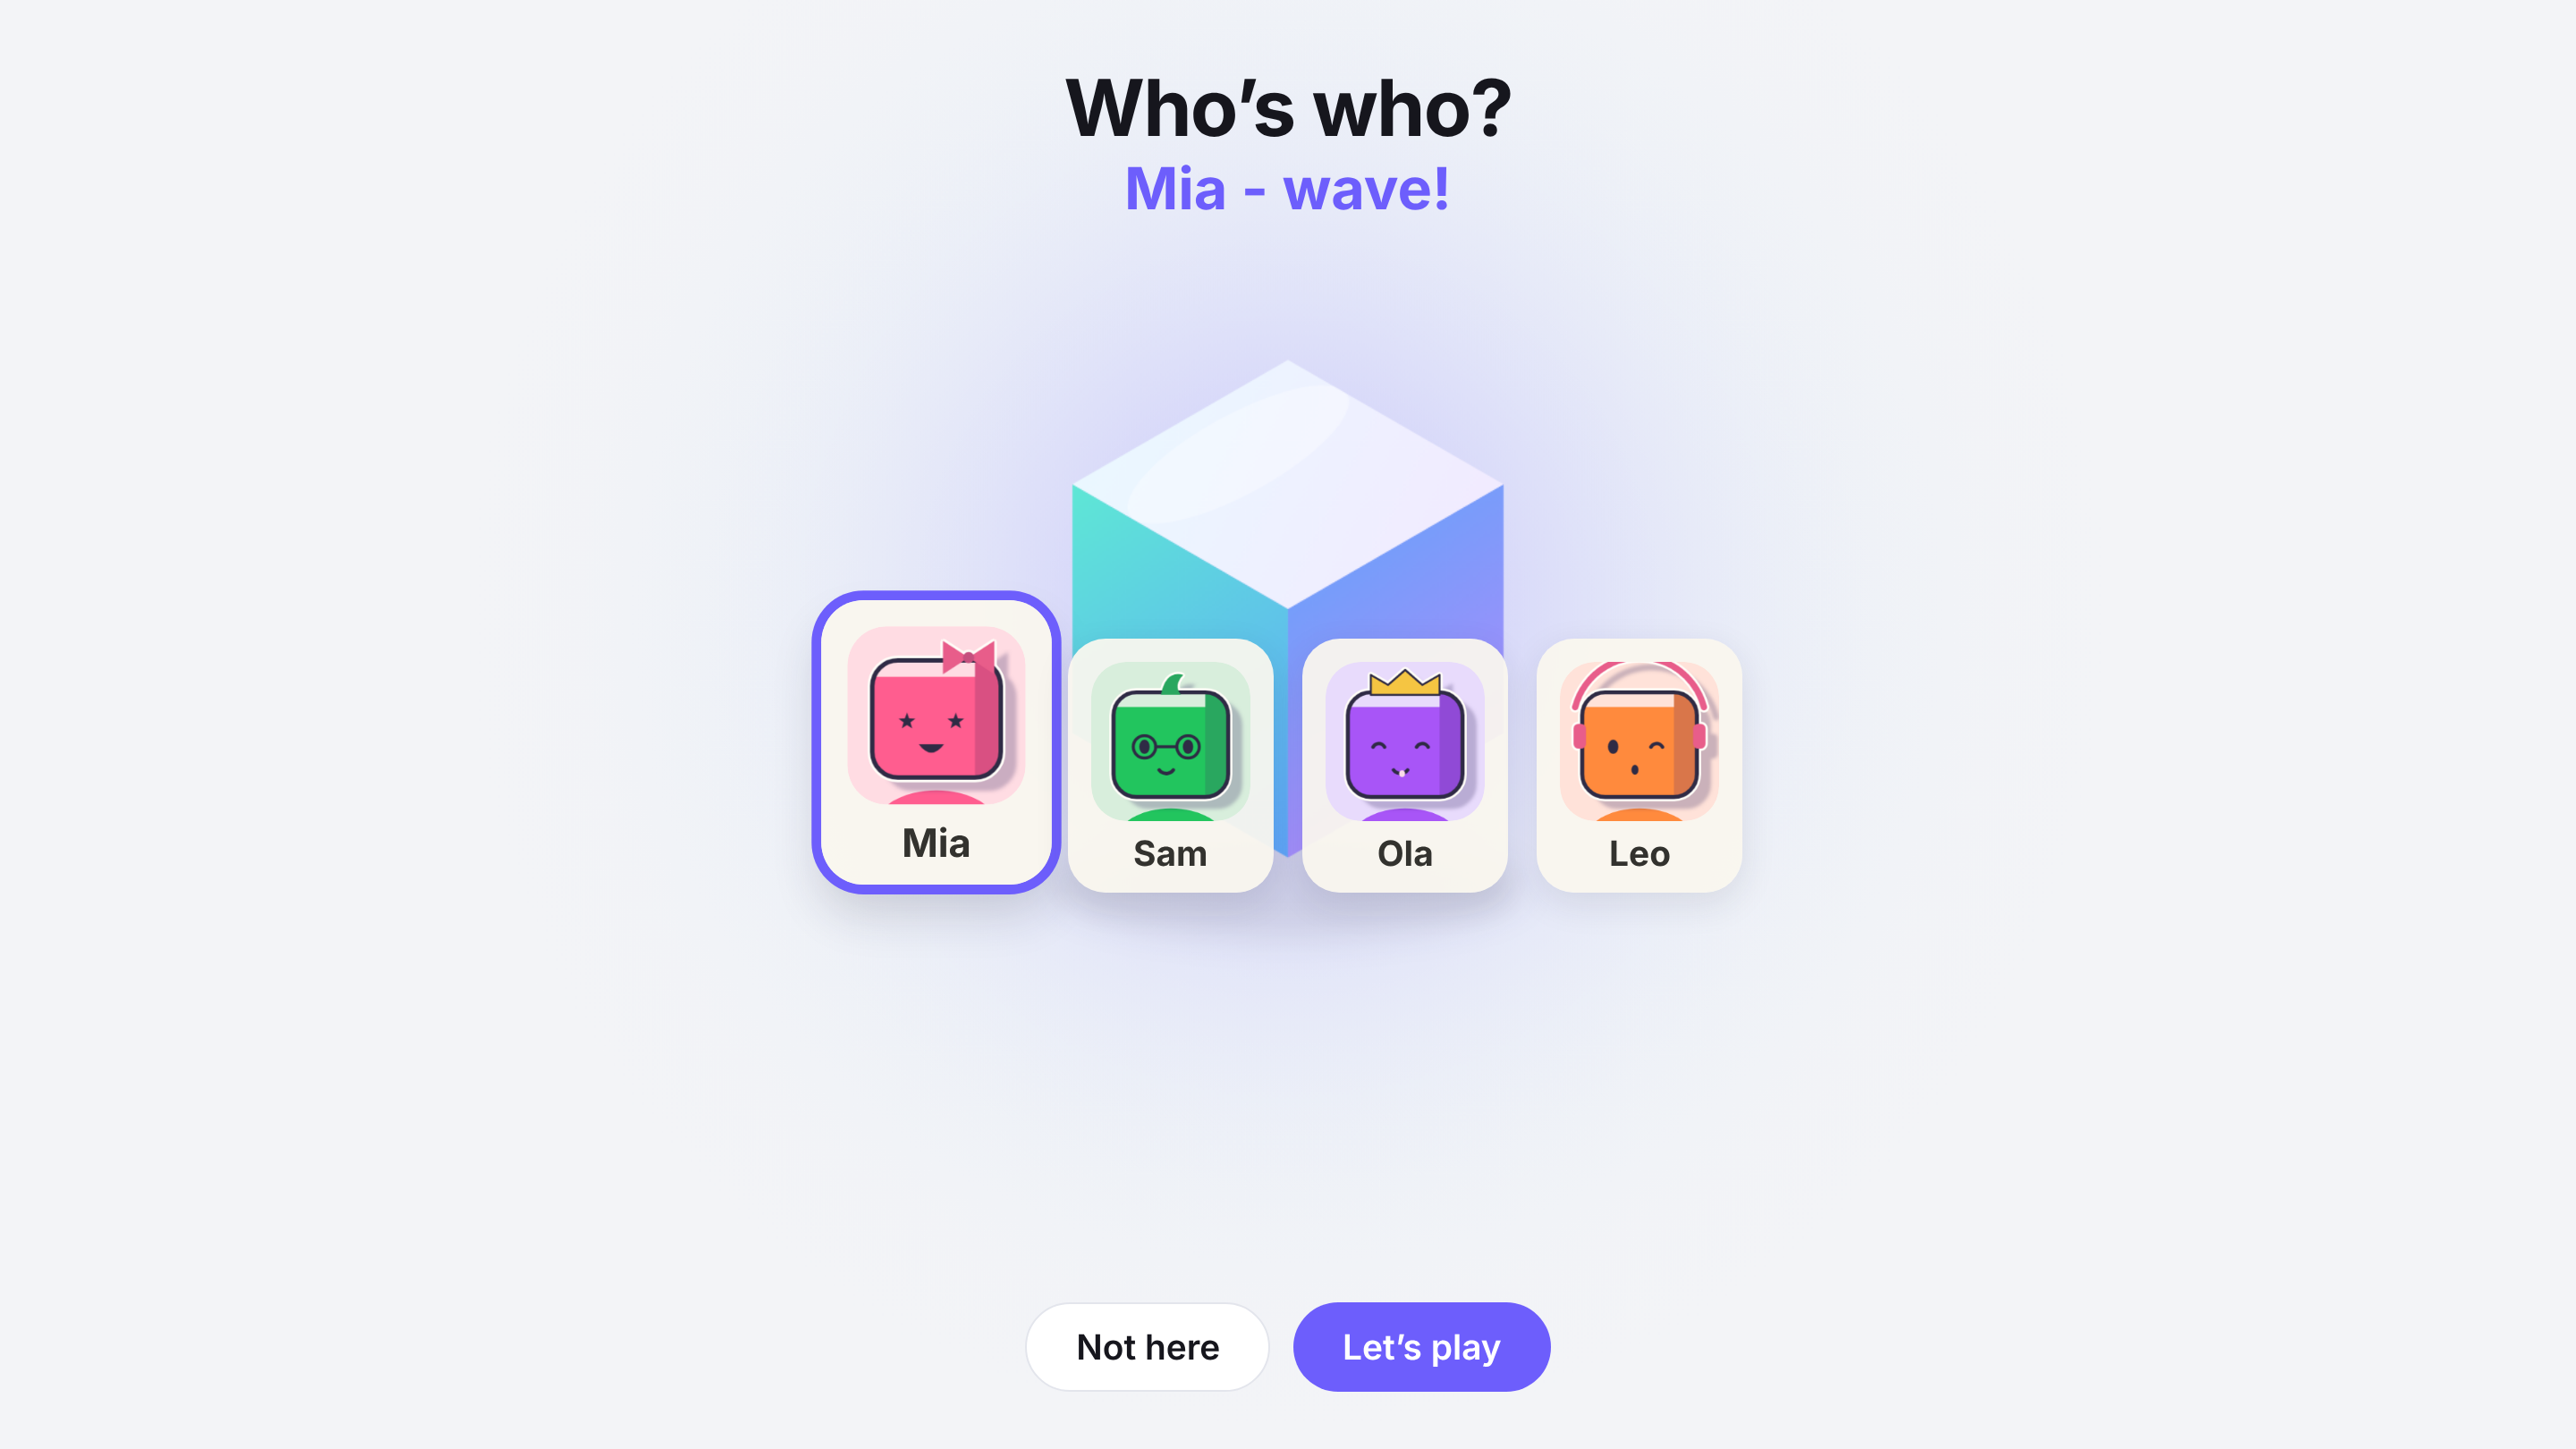 Who's who?
Mia - wave!
Mia
Sam
Ola
Leo
Not here
Let's play